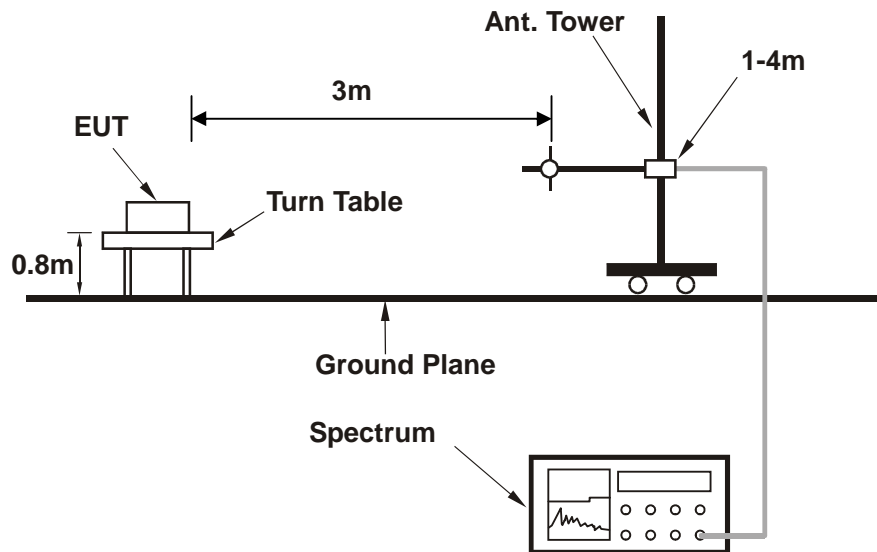 Ant. Tower
1-4m
3m
EUT
Turn Table
0.8m
Ground Plane
Spectrum